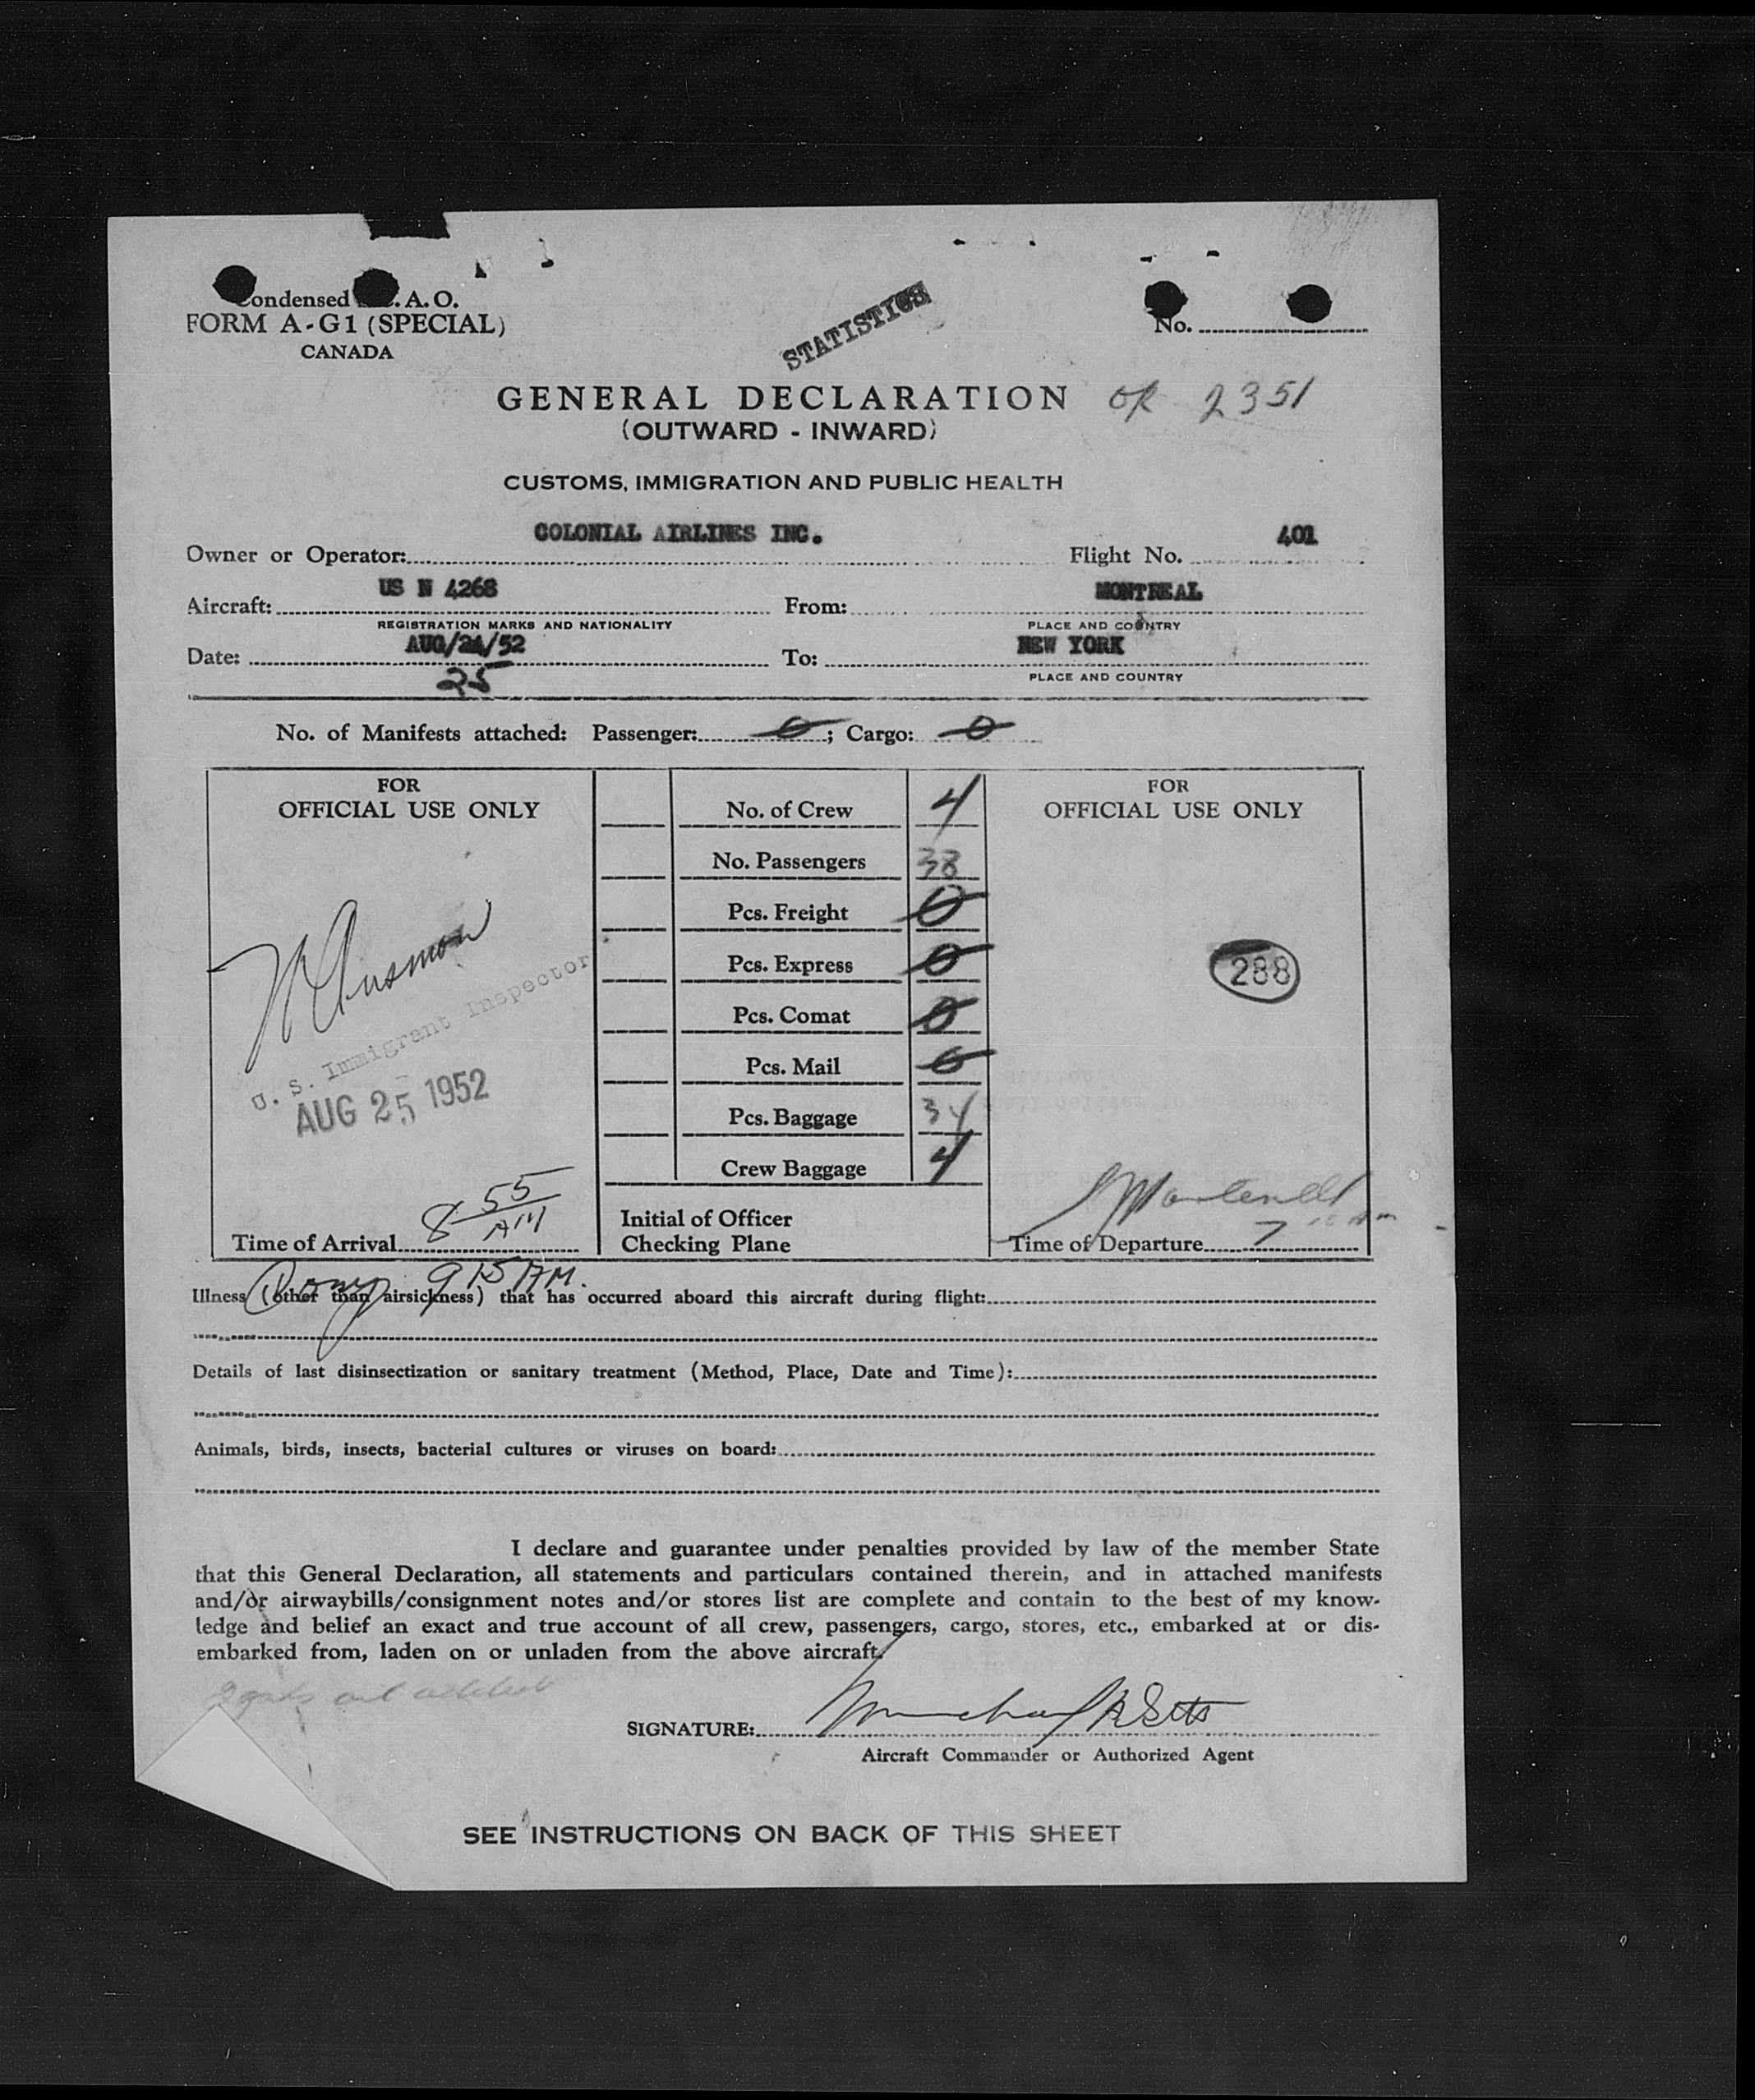 Condensed .A.O.
FORM A-G1 (SPECIAL)
CANADA
STATISTICS
No.
GENERAL DECLARATION
OR 2351
(OUTWARD - INWARD)
CUSTOMS, IMMIGRATION AND PUBLIC HEALTH
Owner or Operator: COLONIAL AIRLINES INC. Flight No. 401
Aircraft: US N 4268 From: MONTREAL
REGISTRATION MARKS AND NATIONALITY PLACE AND COUNTRY
Date: AUG/24/52 To: NEW YORK
25 PLACE AND COUNTRY
No. of Manifests attached: Passenger: 0; Cargo: 0
FOR
OFFICIAL USE ONLY
U. S. Immigrant Inspector
AUG 25 1952
Time of Arrival 8 55 AM
No. of Crew 4
No. Passengers 38
Pcs. Freight 0
Pcs. Express 0
Pcs. Comat 0
Pcs. Mail 0
Pcs. Baggage 34
Crew Baggage 4
Initial of Officer
Checking Plane
FOR
OFFICIAL USE ONLY
288
Time of Departure 7
9 15 AM.
Illness (other than airsickness) that has occurred aboard this aircraft during flight:
Details of last disinsectization or sanitary treatment (Method, Place, Date and Time):
Animals, birds, insects, bacterial cultures or viruses on board:
I declare and guarantee under penalties provided by law of the member State
that this General Declaration, all statements and particulars contained therein, and in attached manifests
and/or airwaybills/consignment notes and/or stores list are complete and contain to the best of my know-
ledge and belief an exact and true account of all crew, passengers, cargo, stores, etc., embarked at or dis-
embarked from, laden on or unladen from the above aircraft.
SIGNATURE:
Aircraft Commander or Authorized Agent
SEE INSTRUCTIONS ON BACK OF THIS SHEET